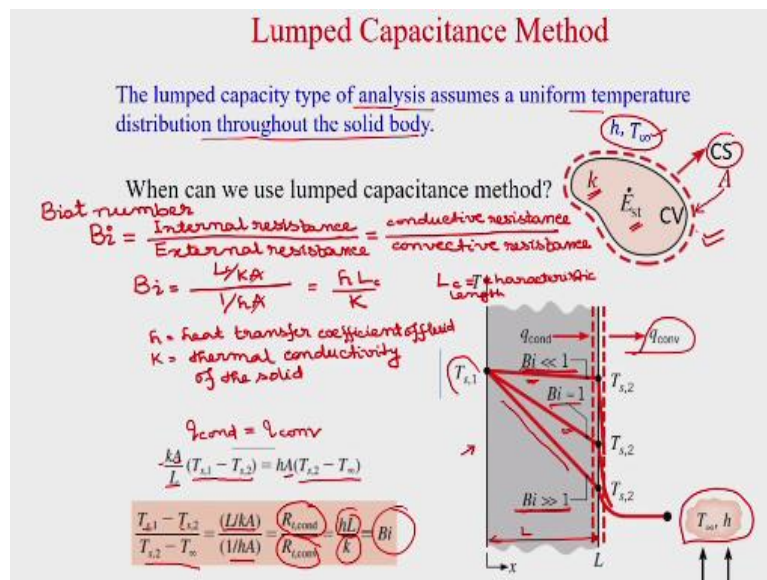 Lumped Capacitance Method
The lumped capacity type of analysis assumes a uniform temperature
distribution throughout the solid body.
h, T∞
CS
A
k
Ėst
CV
When can we use lumped capacitance method?
Biot number
Bi = Internal resistance / External resistance = conductive resistance / convective resistance
Bi = Lc/kA / 1/hA = h Lc / K
Lc = characteristic
length
h = heat transfer coefficient of fluid
K = thermal conductivity
of the solid
qcond
qconv
Bi << 1
Ts,1
Ts,2
Bi = 1
Ts,2
Ts,2
Bi >> 1
L
T∞, h
x
L
qcond = qconv
kA/L (Ts,1 − Ts,2) = hA(Ts,2 − T∞)
Ts,1 − Ts,2 / Ts,2 − T∞ = (L/kA) / (1/hA) = Rt,cond / Rt,conv = hL / k = Bi